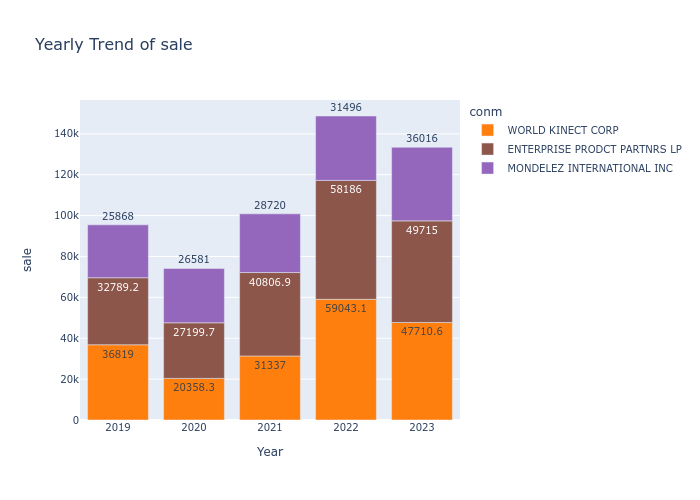 Yearly Trend of sale
conm
WORLD KINECT CORP
ENTERPRISE PRODCT PARTNRS LP
MONDELEZ INTERNATIONAL INC
sale
140k
120k
100k
80k
60k
40k
20k
0
25868
32789.2
36819
26581
27199.7
20358.3
28720
40806.9
31337
31496
58186
59043.1
36016
49715
47710.6
2019
2020
2021
2022
2023
Year